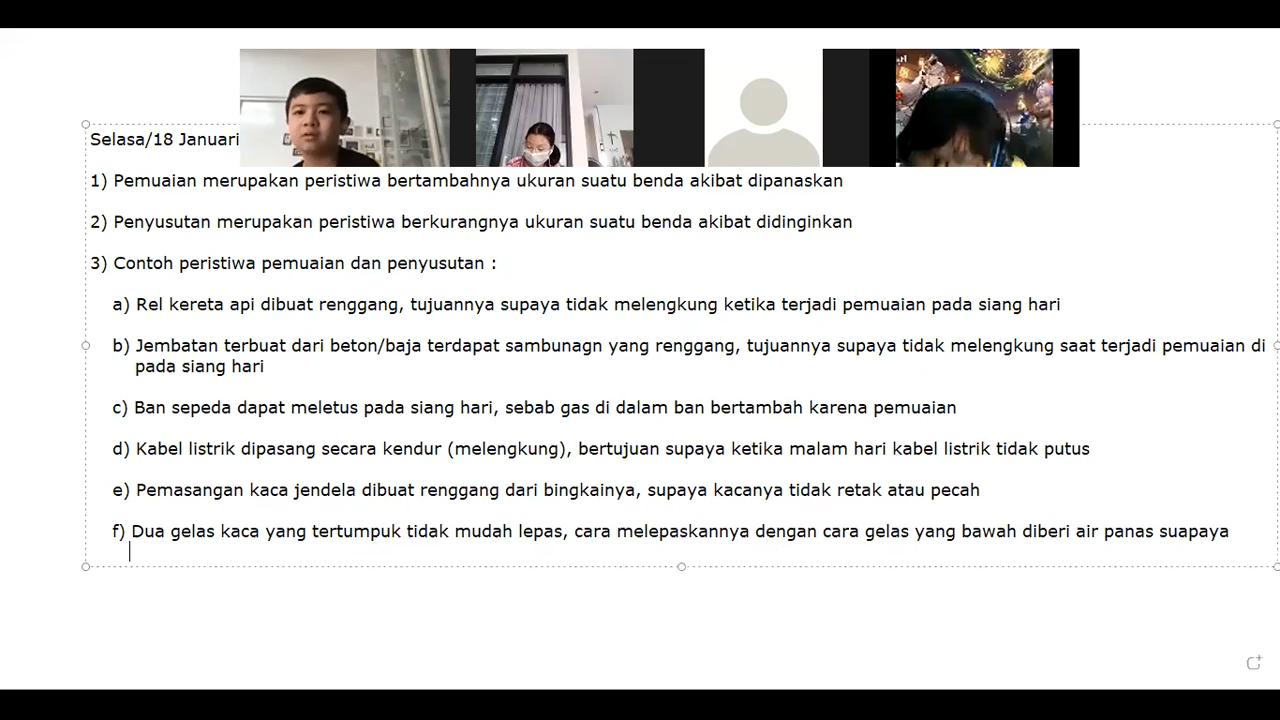 Selasa/18 Januari
1) Pemuaian merupakan peristiwa bertambahnya ukuran suatu benda akibat dipanaskan
2) Penyusutan merupakan peristiwa berkurangnya ukuran suatu benda akibat didinginkan
3) Contoh peristiwa pemuaian dan penyusutan :
a) Rel kereta api dibuat renggang, tujuannya supaya tidak melengkung ketika terjadi pemuaian pada siang hari
b) Jembatan terbuat dari beton/baja terdapat sambunagn yang renggang, tujuannya supaya tidak melengkung saat terjadi pemuaian di
pada siang hari
c) Ban sepeda dapat meletus pada siang hari, sebab gas di dalam ban bertambah karena pemuaian
d) Kabel listrik dipasang secara kendur (melengkung), bertujuan supaya ketika malam hari kabel listrik tidak putus
e) Pemasangan kaca jendela dibuat renggang dari bingkainya, supaya kacanya tidak retak atau pecah
f) Dua gelas kaca yang tertumpuk tidak mudah lepas, cara melepaskannya dengan cara gelas yang bawah diberi air panas suapaya